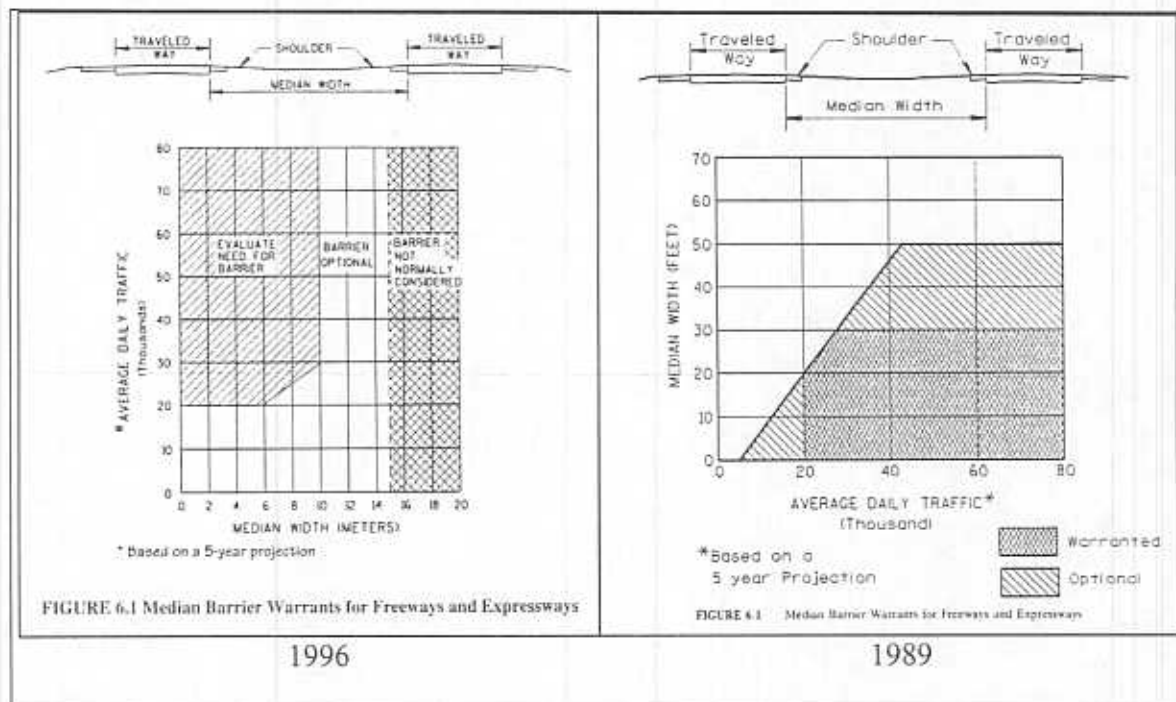 TRAVELED
WAY
SHOULDER
TRAVELED
WAY
MEDIAN WIDTH
80
70
60
50
40
30
20
10
0
* AVERAGE DAILY TRAFFIC
(Thousands)
EVALUATE
NEED FOR
BARRIER
BARRIER
OPTIONAL
BARRIER
NOT
NORMALLY
CONSIDERED
0 2 4 6 8 10 12 14 16 18 20
MEDIAN WIDTH (METERS)
* Based on a 5-year projection
FIGURE 6.1 Median Barrier Warrants for Freeways and Expressways
1996
Traveled
Way
Shoulder
Traveled
Way
Median Width
70
60
50
40
30
20
10
0
MEDIAN WIDTH (FEET)
0 20 40 60 80
AVERAGE DAILY TRAFFIC*
(Thousand)
*Based on a
5 year Projection
Warranted
Optional
FIGURE 6.1 Median Barrier Warrants for Freeways and Expressways
1989